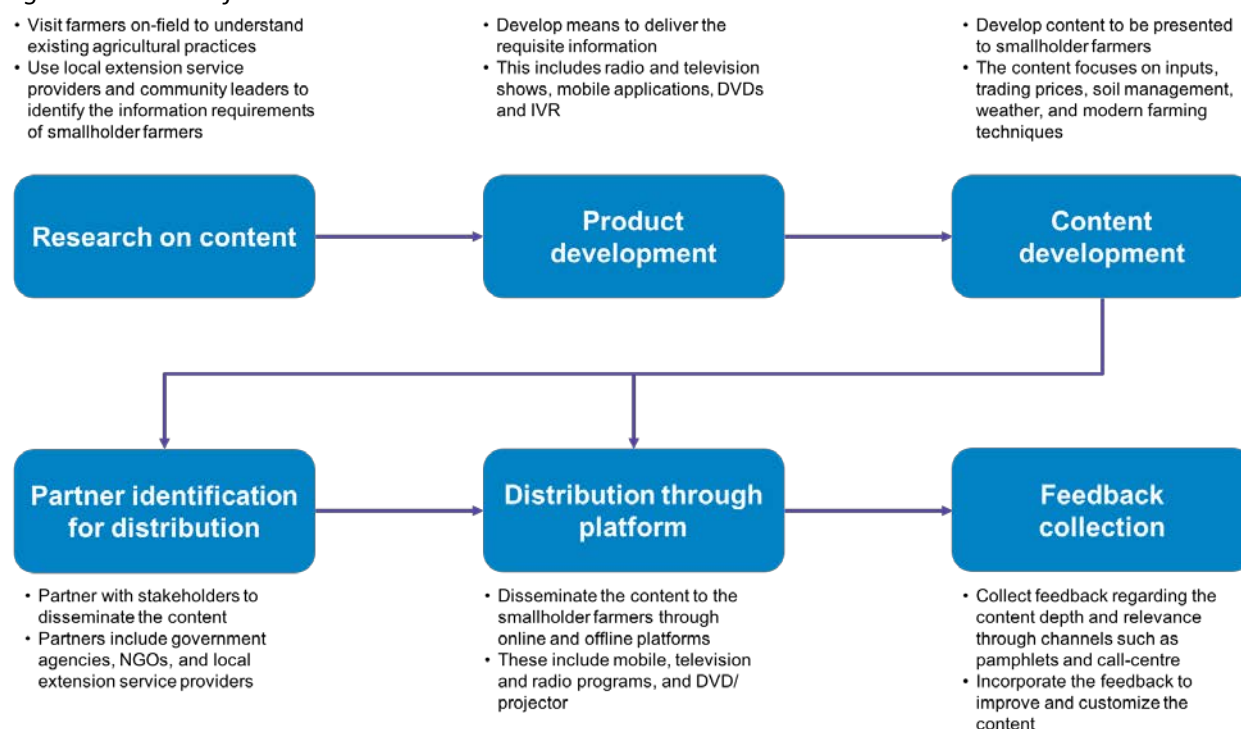 • Visit farmers on-field to understand
existing agricultural practices
• Use local extension service
providers and community leaders to
identify the information requirements
of smallholder farmers
• Develop means to deliver the
requisite information
• This includes radio and television
shows, mobile applications, DVDs
and IVR
• Develop content to be presented
to smallholder farmers
• The content focuses on inputs,
trading prices, soil management,
weather, and modern farming
techniques
Research on content
Product
development
Content
development
Partner identification
for distribution
Distribution through
platform
Feedback
collection
• Partner with stakeholders to
disseminate the content
• Partners include government
agencies, NGOs, and local
extension service providers
• Disseminate the content to the
smallholder farmers through
online and offline platforms
• These include mobile, television
and radio programs, and DVD/
projector
• Collect feedback regarding the
content depth and relevance
through channels such as
pamphlets and call-centre
• Incorporate the feedback to
improve and customize the
content